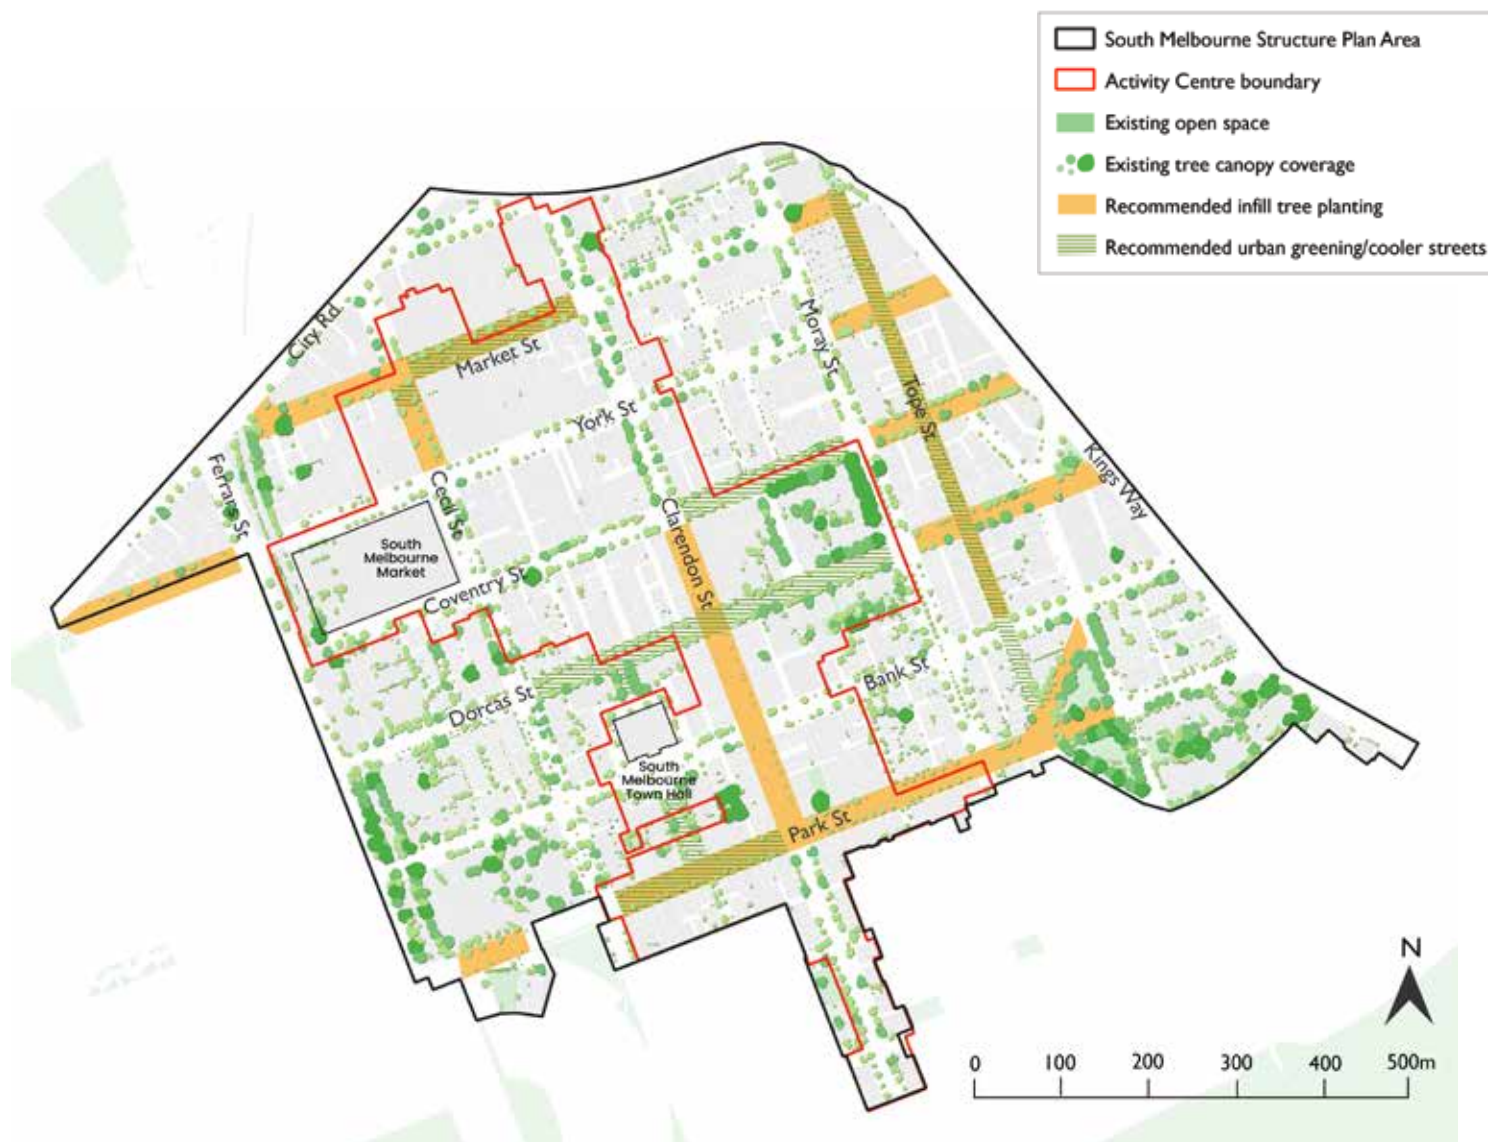 South Melbourne Structure Plan Area
Activity Centre boundary
Existing open space
Existing tree canopy coverage
Recommended infill tree planting
Recommended urban greening/cooler streets
City Rd
Market St
Moray St
York St
Tope St
Ferrars St
Cecil St
Kings Way
Clarendon St
South
Melbourne
Market
Coventry St
Bank St
Dorcas St
South
Melbourne
Town Hall
Park St
N
0 100 200 300 400 500m